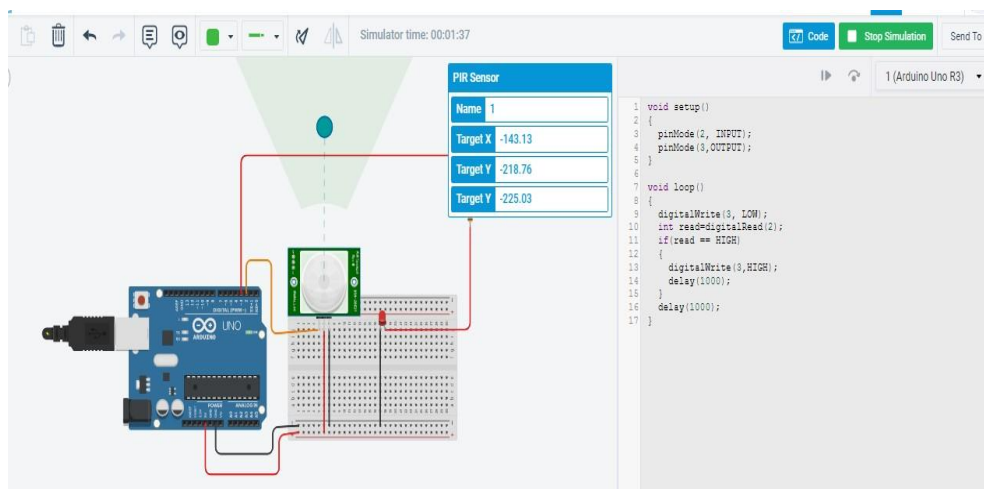 Simulator time: 00:01:37
Code
Stop Simulation
Send To
1 (Arduino Uno R3)
PIR Sensor
Name 1
Target X -143.13
Target Y -218.76
Target Y -225.03
1 void setup()
2 {
3 pinMode(2, INPUT);
4 pinMode(3,OUTPUT);
5 }
6
7 void loop()
8 {
9 digitalWrite(3, LOW);
10 int read=digitalRead(2);
11 if(read == HIGH)
12 {
13 digitalWrite(3,HIGH);
14 delay(1000);
15 }
16 delay(1000);
17 }
UNO
ARDUINO
POWER
ANALOG IN